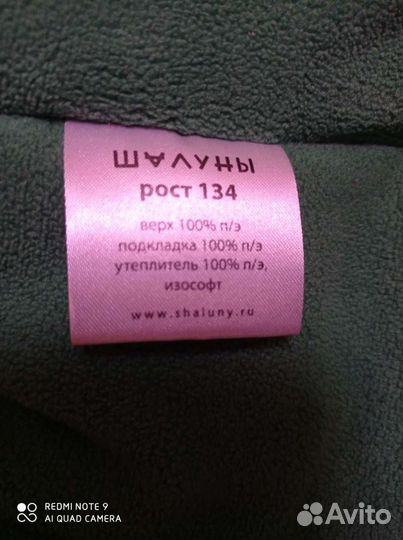 ШАЛУНЫ
рост 134
верх 100% п/э
подкладка 100% п/э
утеплитель 100% п/э,
изософт
www.shaluny.ru
REDMI NOTE 9
AI QUAD CAMERA
Avito